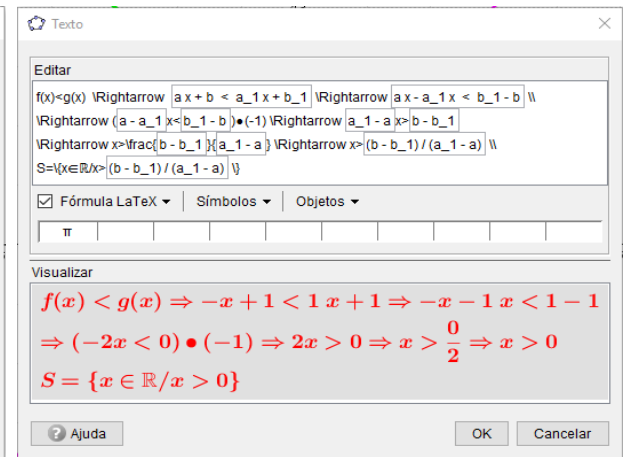 Texto
Editar
f(x)<g(x) \Rightarrow a x + b < a_1 x + b_1 \Rightarrow a x - a_1 x < b_1 - b \\
\Rightarrow (a - a_1 x<b_1 - b)●(-1) \Rightarrow a_1 - a x>b - b_1
\Rightarrow x>\frac{b - b_1}{a_1 - a} \Rightarrow x>(b - b_1) / (a_1 - a) \\
S=\{x∈ℝ/x>(b - b_1) / (a_1 - a) \}
Fórmula LaTeX Símbolos Objetos
π
Visualizar
f(x) < g(x) ⇒ −x + 1 < 1 x + 1 ⇒ −x − 1 x < 1 − 1
⇒ (−2x < 0) • (−1) ⇒ 2x > 0 ⇒ x > 0/2 ⇒ x > 0
S = {x ∈ ℝ/x > 0}
Ajuda OK Cancelar